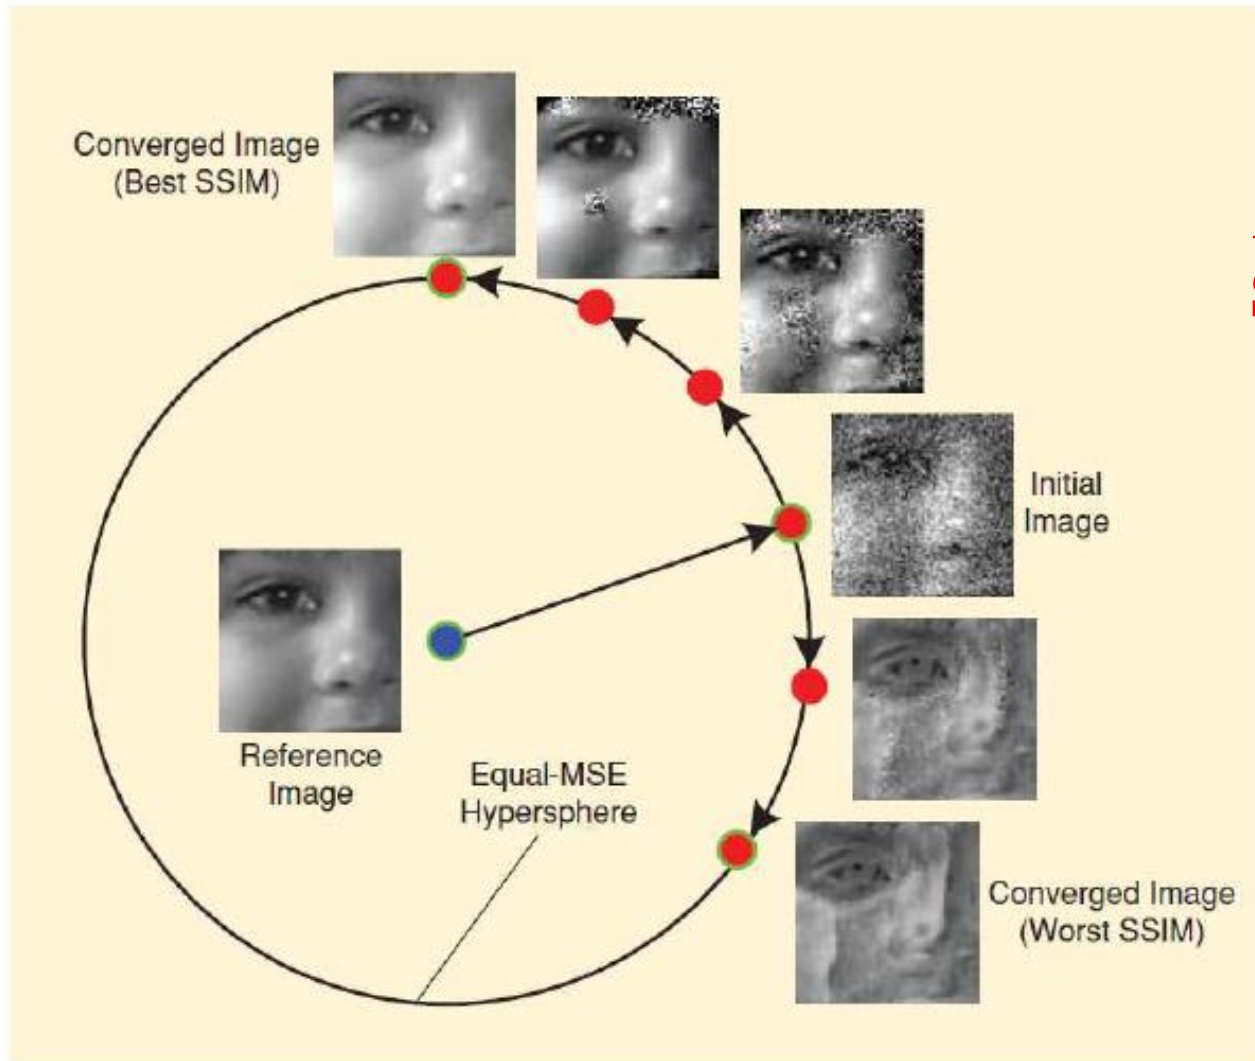 Converged Image
(Best SSIM)
Initial
Image
Reference
Image
Equal-MSE
Hypersphere
Converged Image
(Worst SSIM)